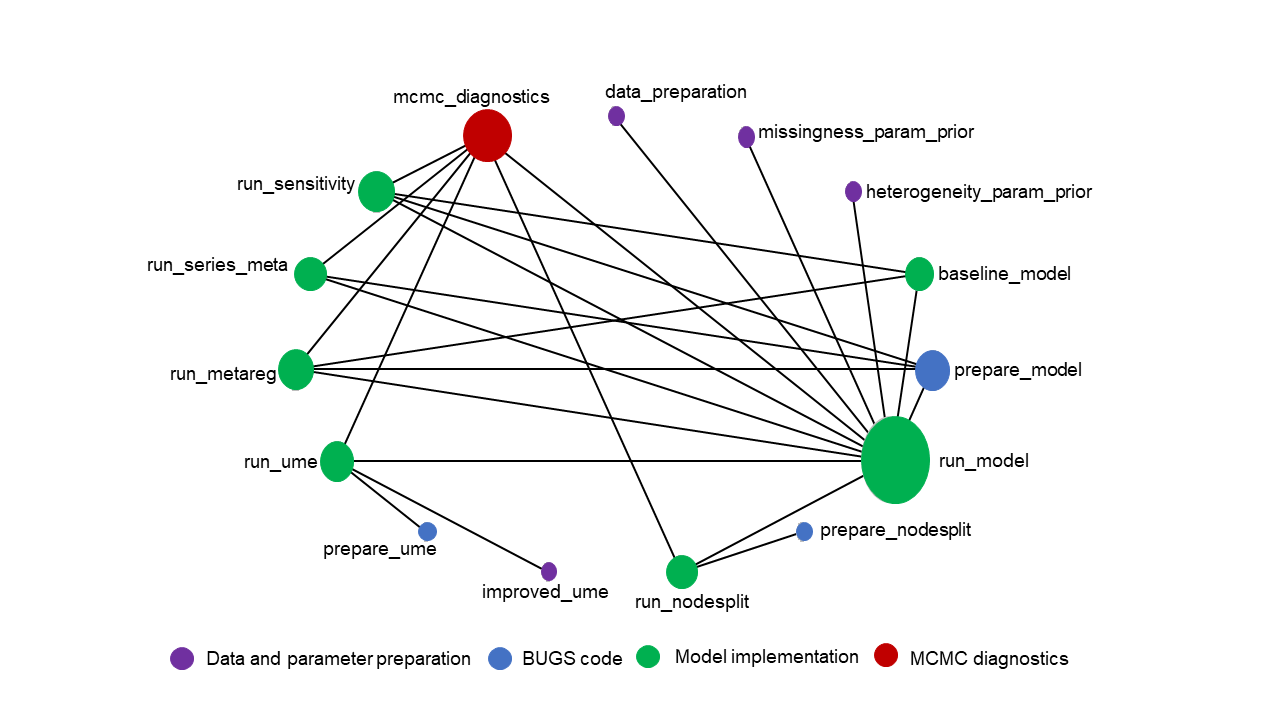 data_preparation
mcmc_diagnostics
missingness_param_prior
run_sensitivity
heterogeneity_param_prior
run_series_meta
baseline_model
run_metareg
prepare_model
run_ume
run_model
prepare_ume
prepare_nodesplit
improved_ume
run_nodesplit
Data and parameter preparation
BUGS code
Model implementation
MCMC diagnostics